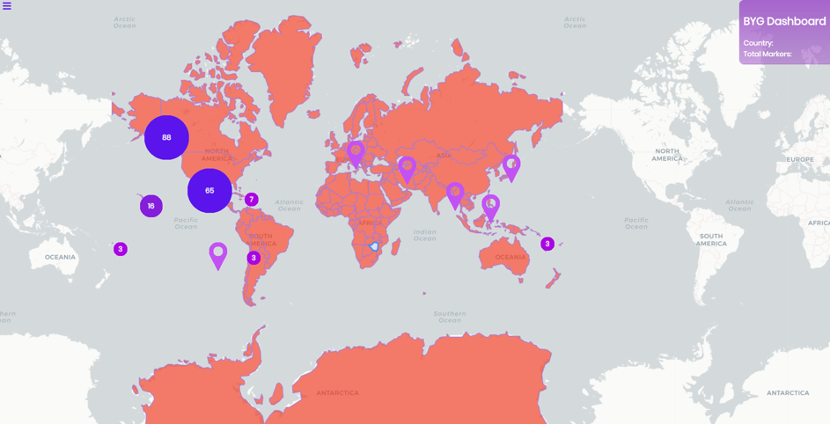 Arctic
Ocean
Arctic
Ocean
BYG Dashboard
Country:
Total Markers:
88
NORTH
AMERICA
ASIA
NORTH
AMERICA
EUROPE
65
7
16
Atlantic
Ocean
Atlantic
Ocean
Pacific
Ocean
Pacific
Ocean
AFRICA
Indian
Ocean
SOUTH
AMERICA
SOUTH
AMERICA
3
3
3
OCEANIA
OCEANIA
Southern
Ocean
Ocean
ANTARCTICA
ANTARCTICA